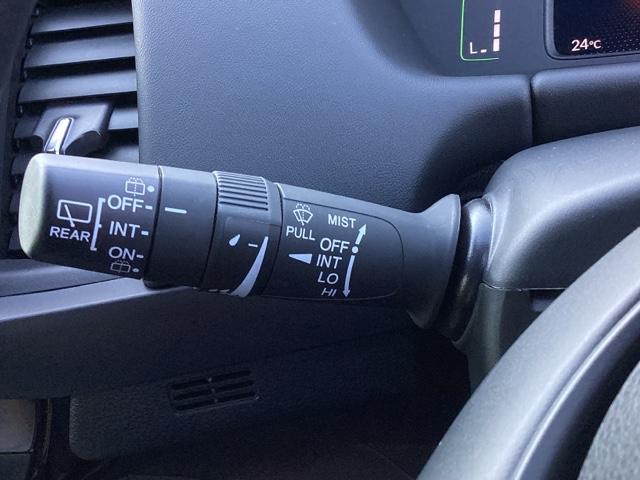 L
24°C
OFF
INT
ON
REAR
MIST
PULL
OFF
INT
LO
HI